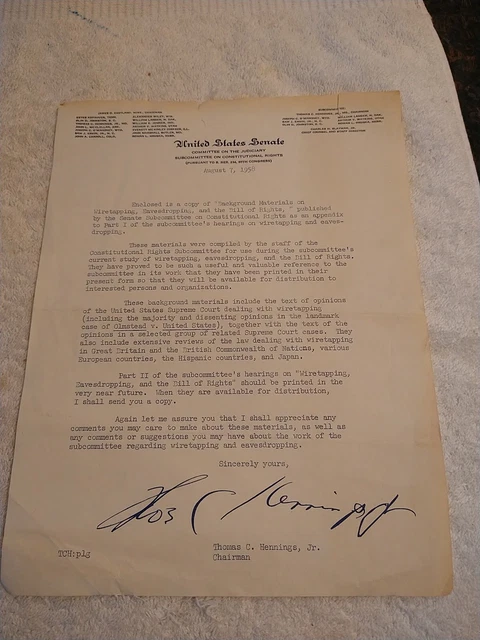 United States Senate
COMMITTEE ON THE JUDICIARY
SUBCOMMITTEE ON CONSTITUTIONAL RIGHTS
August 7, 1958
Enclosed is a copy of "Background Materials on
Wiretapping, Eavesdropping, and the Bill of Rights," published
by the Senate Subcommittee on Constitutional Rights as an appendix
to Part I of the subcommittee's hearings on wiretapping and eaves-
dropping.
These materials were compiled by the staff of the
Constitutional Rights Subcommittee for use during the subcommittee's
current study of wiretapping, eavesdropping, and the Bill of Rights.
They have proved to be such a useful and valuable reference to the
subcommittee in its work that they have been printed in their
present form so that they will be available for distribution to
interested persons and organizations.
These background materials include the text of opinions
of the United States Supreme Court dealing with wiretapping
(including the majority and dissenting opinions in the landmark
case of Olmstead v. United States), together with the text of the
opinions in a selected group of related Supreme Court cases. They
also include extensive reviews of the law dealing with wiretapping
in Great Britain and the British Commonwealth of Nations, various
European countries, the Hispanic countries, and Japan.
Part II of the subcommittee's hearings on "Wiretapping,
Eavesdropping, and the Bill of Rights" should be printed in the
very near future. When they are available for distribution,
I shall send you a copy.
Again let me assure you that I shall appreciate any
comments you may care to make about these materials, as well as
any comments or suggestions you may have about the work of the
subcommittee regarding wiretapping and eavesdropping.
Sincerely yours,
Thos C Hennings Jr
Thomas C. Hennings, Jr.
Chairman
TCH:plg